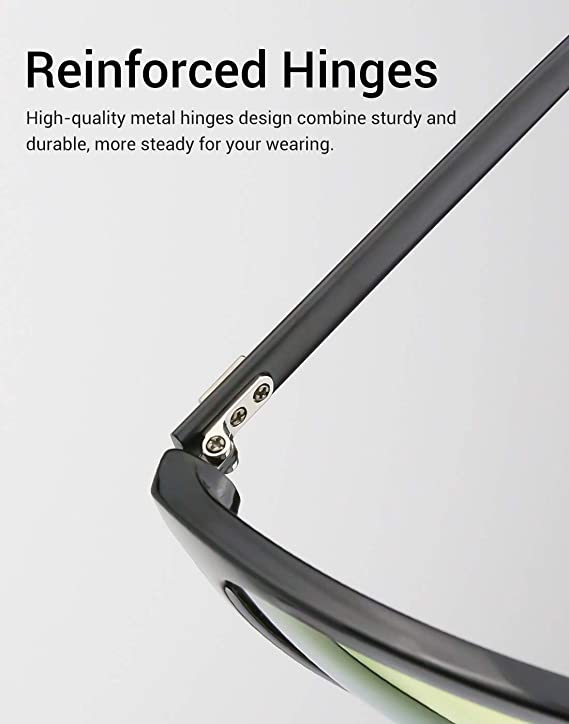 Reinforced Hinges
High-quality metal hinges design combine sturdy and
durable, more steady for your wearing.